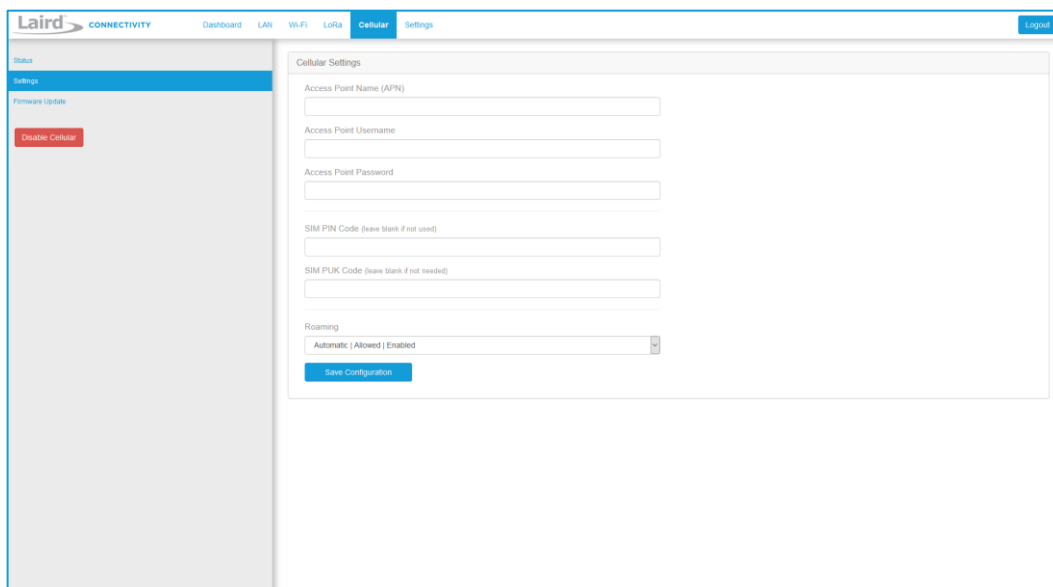 Laird CONNECTIVITY
Dashboard LAN Wi-Fi LoRa Cellular Settings Logout
Status
Settings
Firmware Update
Disable Cellular
Cellular Settings
Access Point Name (APN)
Access Point Username
Access Point Password
SIM PIN Code (leave blank if not used)
SIM PUK Code (leave blank if not needed)
Roaming
Automatic | Allowed | Enabled
Save Configuration